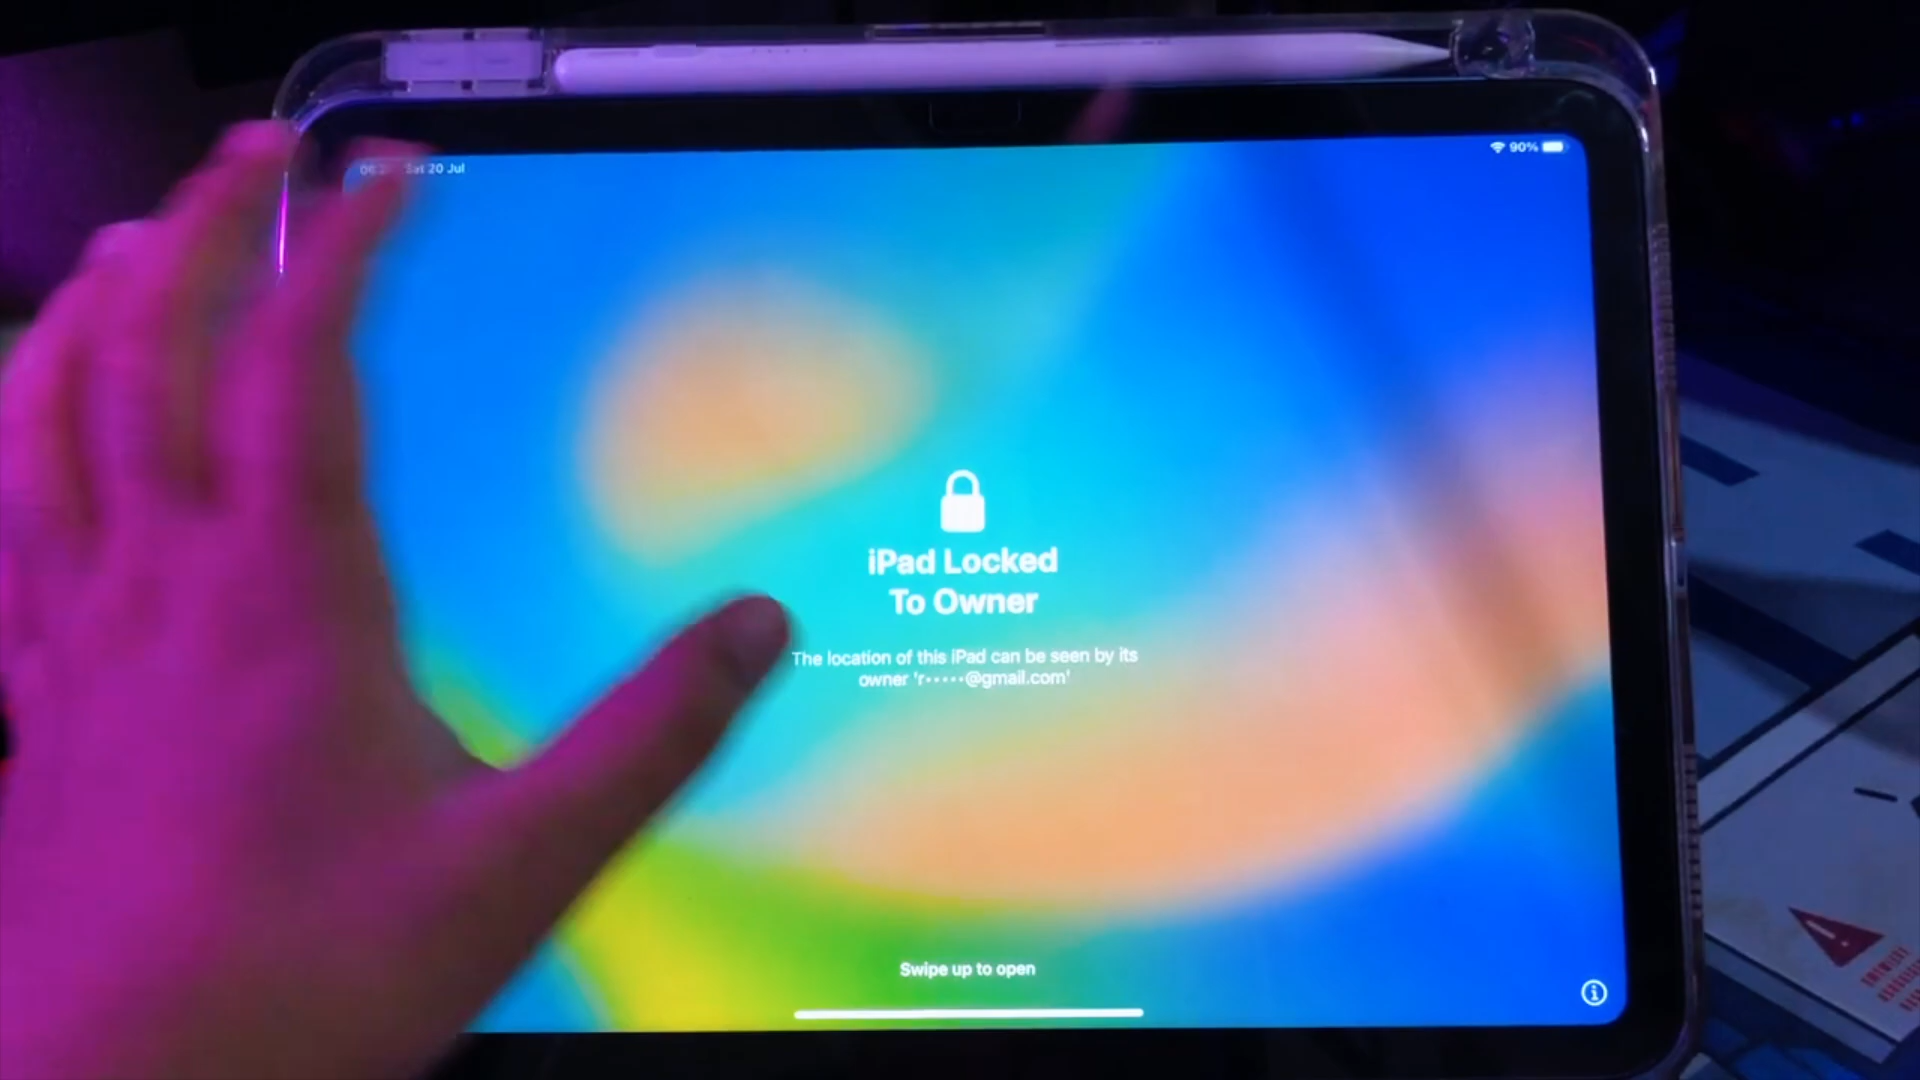 Sat 20 Jul
90%
iPad Locked
To Owner
The location of this iPad can be seen by its
owner 'r•••••@gmail.com'
Swipe up to open